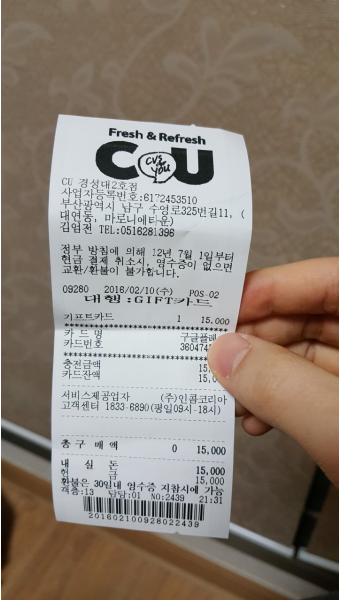 Fresh & Refresh
CU
CVS & YOU
CU 경성대2호점
사업자등록번호:6172453510
부산광역시 남구 수영로325번길11, (
대연동, 마로니에타운)
김엄전 TEL:0516281396
정부 방침에 의해 12년 7월 1일부터
현금 결제 취소시, 영수증이 없으면
교환/환불이 불가합니다.
09280 2016/02/10(수) POS-02
대행:GIFT카드
기프트카드 1 15,000
카 드 명 구글플레
카드번호 360474
충전금액 15
카드잔액 15,0
서비스제공업자 (주)인콤코리아
고객센터 1833-6890(평일09시-18시)
총 구 매 액 0 15,000
내 실 돈 15,000
현 금 15,000
환불은 30일내 영수증 지참시에 가능
객층:13 담당:01 NO:2439 21:31
2016021009280022439